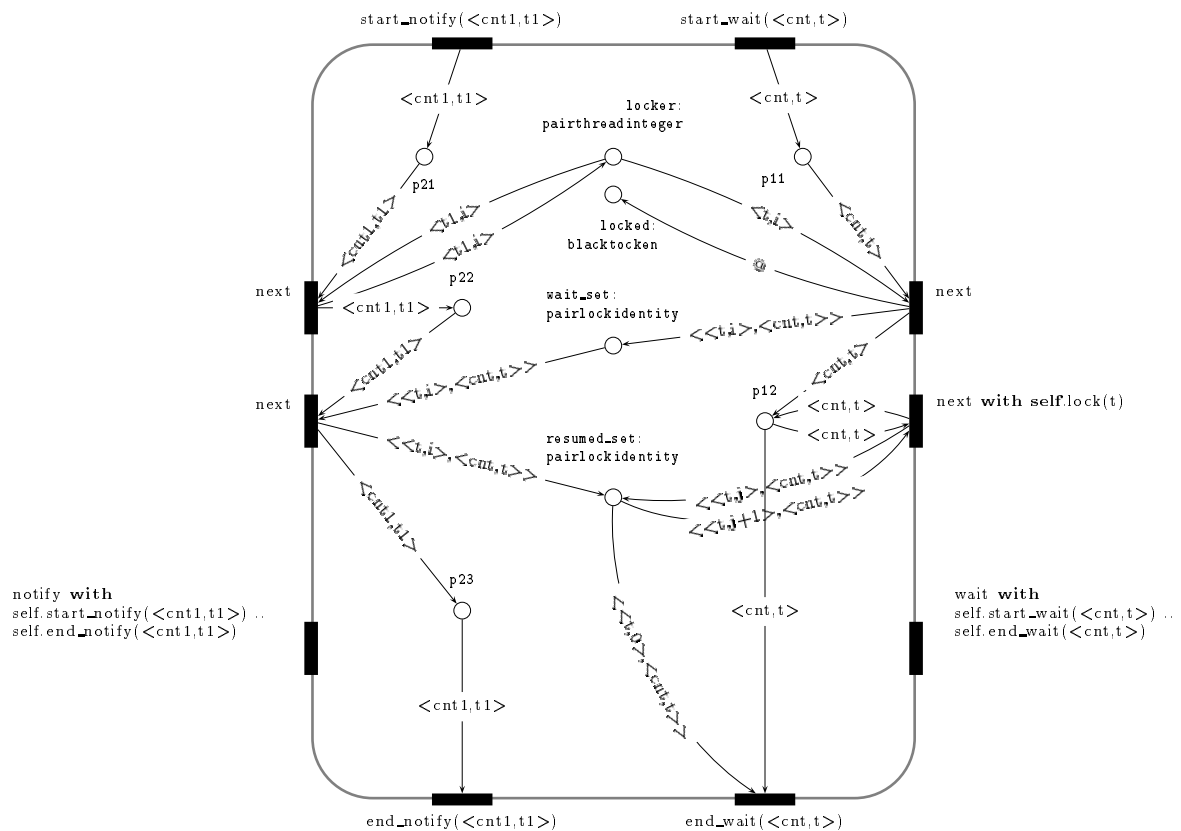 start_notify(<cnt1,t1>)
start_wait(<cnt,t>)
<cnt1,t1>
<cnt,t>
locker:
pairthreadinteger
p21
p11
<cnt1,t1>
<t1,i>
<t,i>
<cnt,t>
<t1,i>
locked:
blacktocken
@
p22
next
next
<cnt1,t1>
wait_set:
pairlockidentity
<<t,i>,<cnt,t>>
<cnt1,t1>
<cnt,t>
<<t,i>,<cnt,t>>
p12
next
<cnt,t>
next with self.lock(t)
<cnt,t>
resumed_set:
pairlockidentity
<<t,i>,<cnt,t>>
<<t,j>,<cnt,t>>
<<t,j+1>,<cnt,t>>
<cnt1,t1>
p23
notify with
self.start_notify(<cnt1,t1>) ..
self.end_notify(<cnt1,t1>)
<<t,0>,<cnt,t>>
<cnt,t>
wait with
self.start_wait(<cnt,t>) ..
self.end_wait(<cnt,t>)
<cnt1,t1>
end_notify(<cnt1,t1>)
end_wait(<cnt,t>)